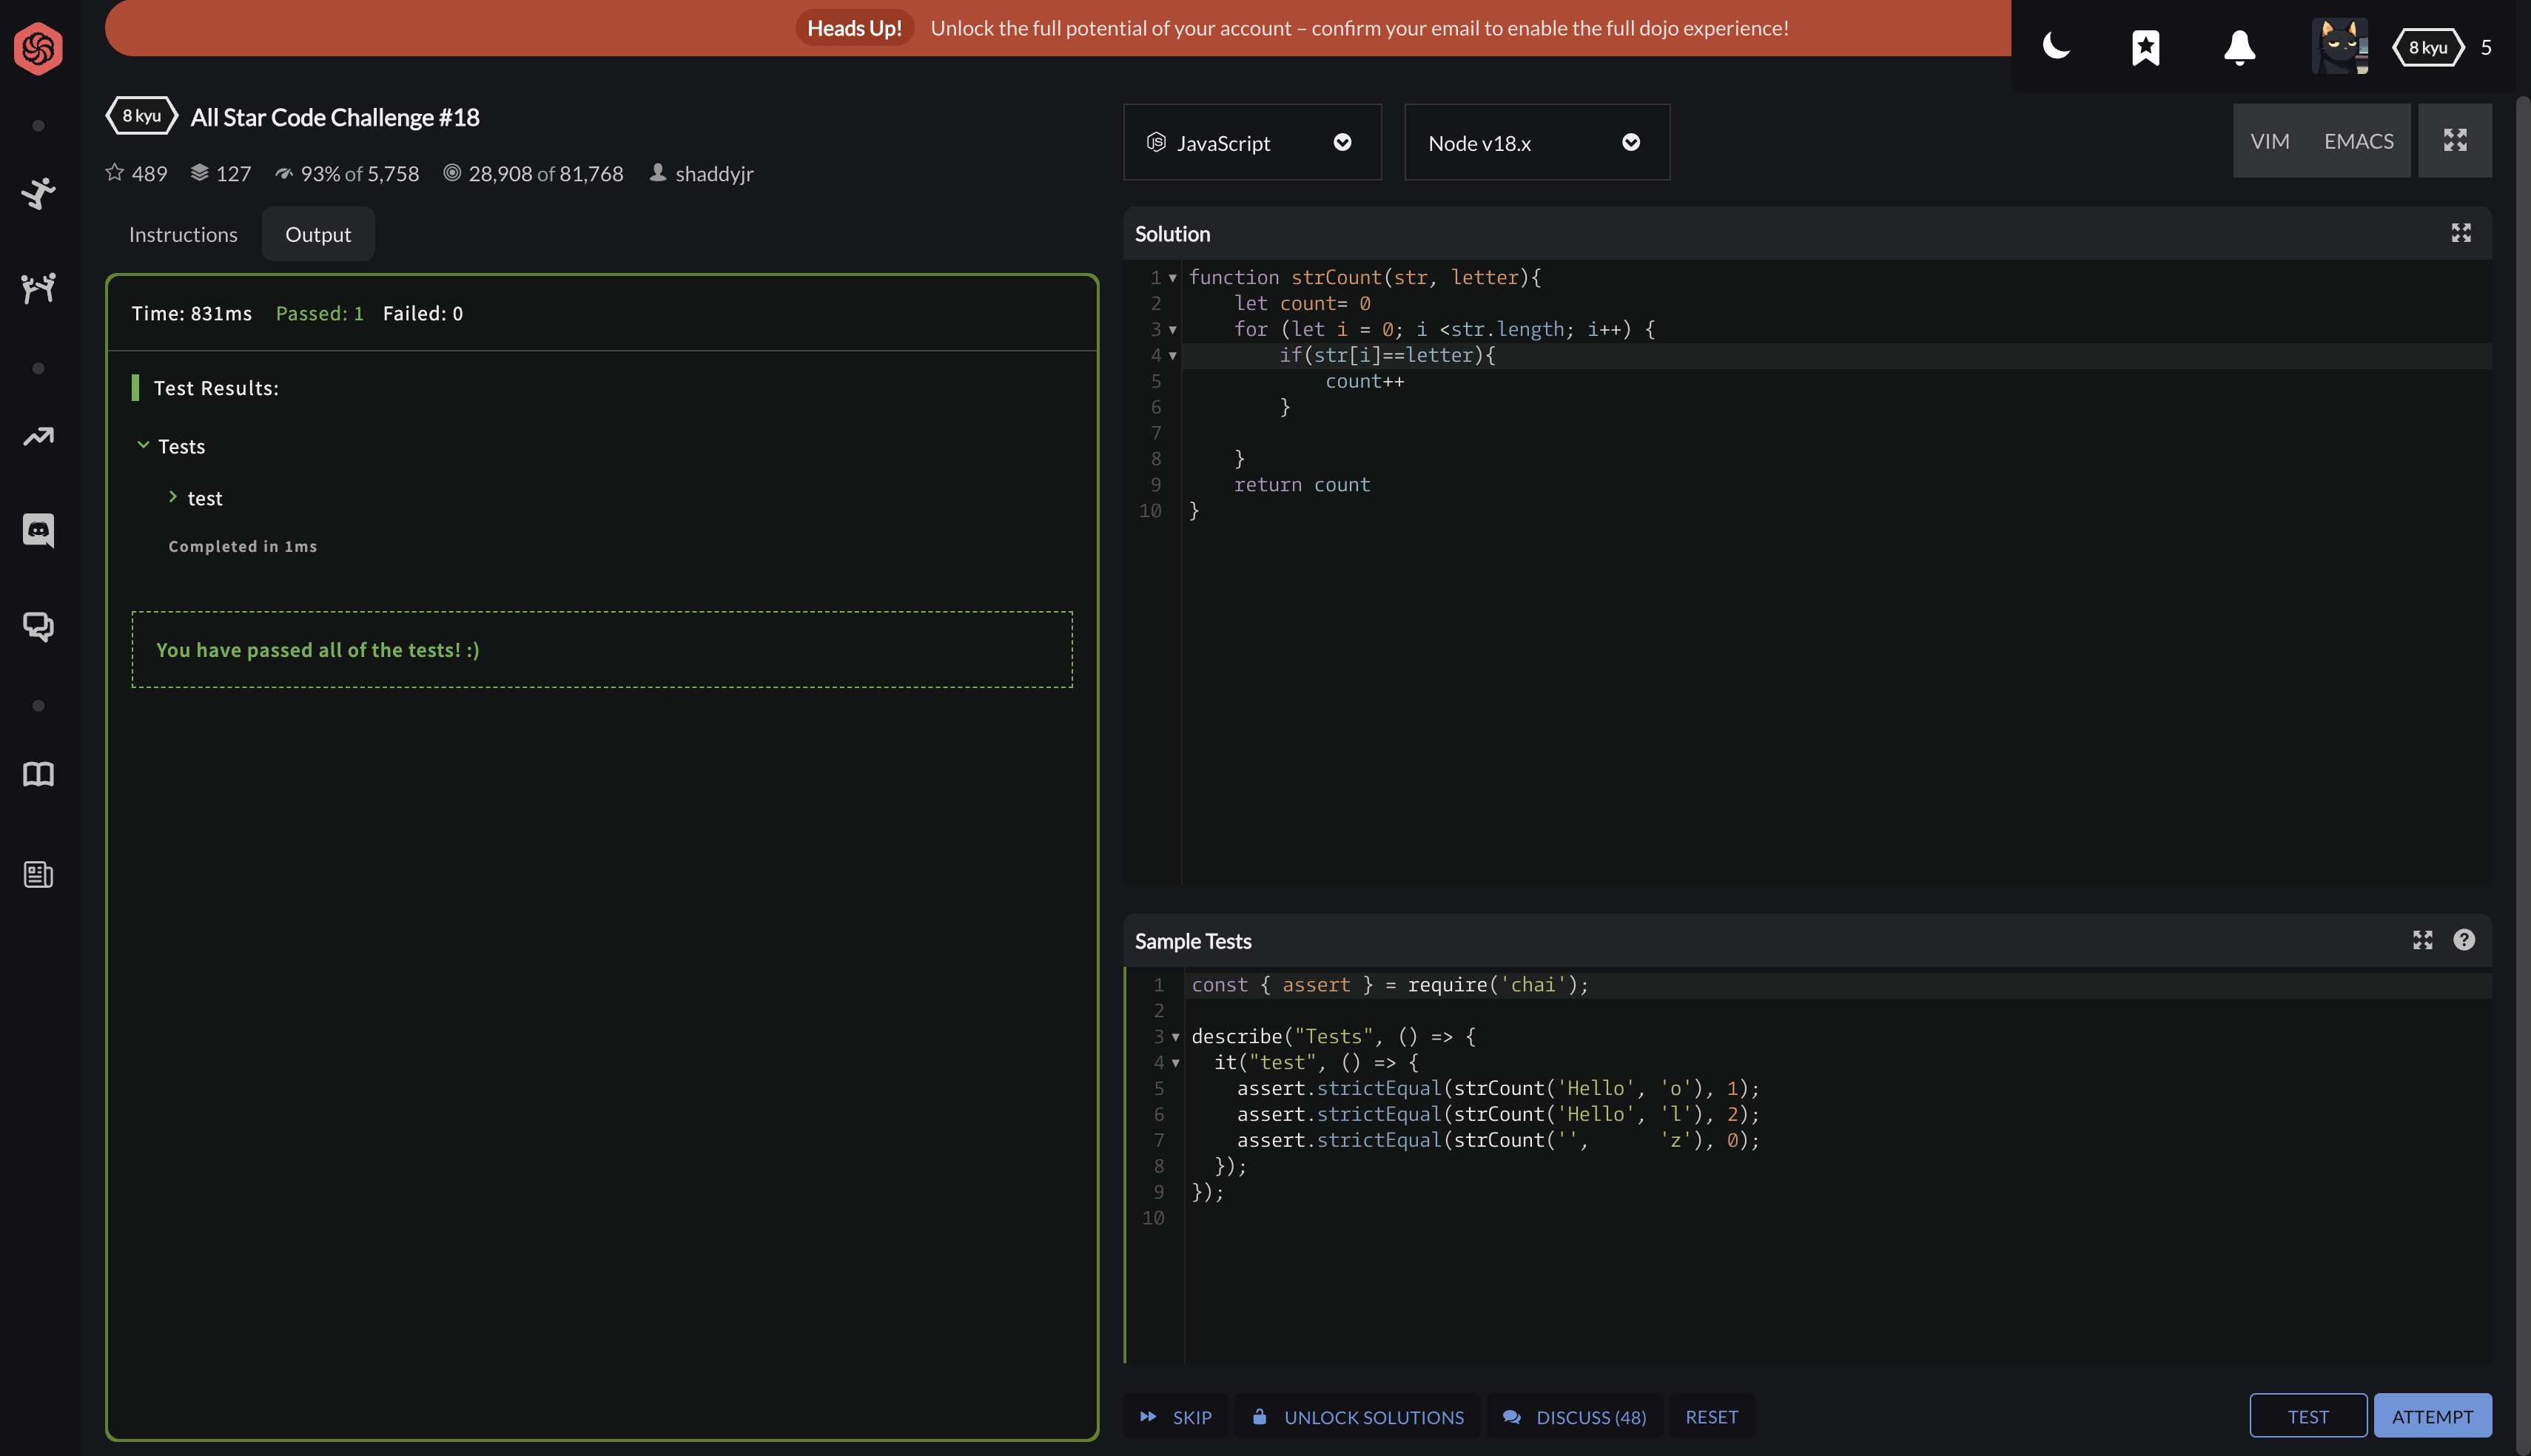 Heads Up! Unlock the full potential of your account – confirm your email to enable the full dojo experience!
8 kyu 5
8 kyu All Star Code Challenge #18
489 127 93% of 5,758 28,908 of 81,768 shaddyjr
Instructions Output
Time: 831ms Passed: 1 Failed: 0
Test Results:
Tests
test
Completed in 1ms
You have passed all of the tests! :)
JavaScript Node v18.x VIM EMACS
Solution
1 function strCount(str, letter){
2     let count= 0
3     for (let i = 0; i <str.length; i++) {
4         if(str[i]==letter){
5             count++
6         }
7
8     }
9     return count
10 }
Sample Tests
1 const { assert } = require('chai');
2
3 describe("Tests", () => {
4   it("test", () => {
5     assert.strictEqual(strCount('Hello', 'o'), 1);
6     assert.strictEqual(strCount('Hello', 'l'), 2);
7     assert.strictEqual(strCount('',      'z'), 0);
8   });
9 });
10
SKIP UNLOCK SOLUTIONS DISCUSS (48) RESET TEST ATTEMPT